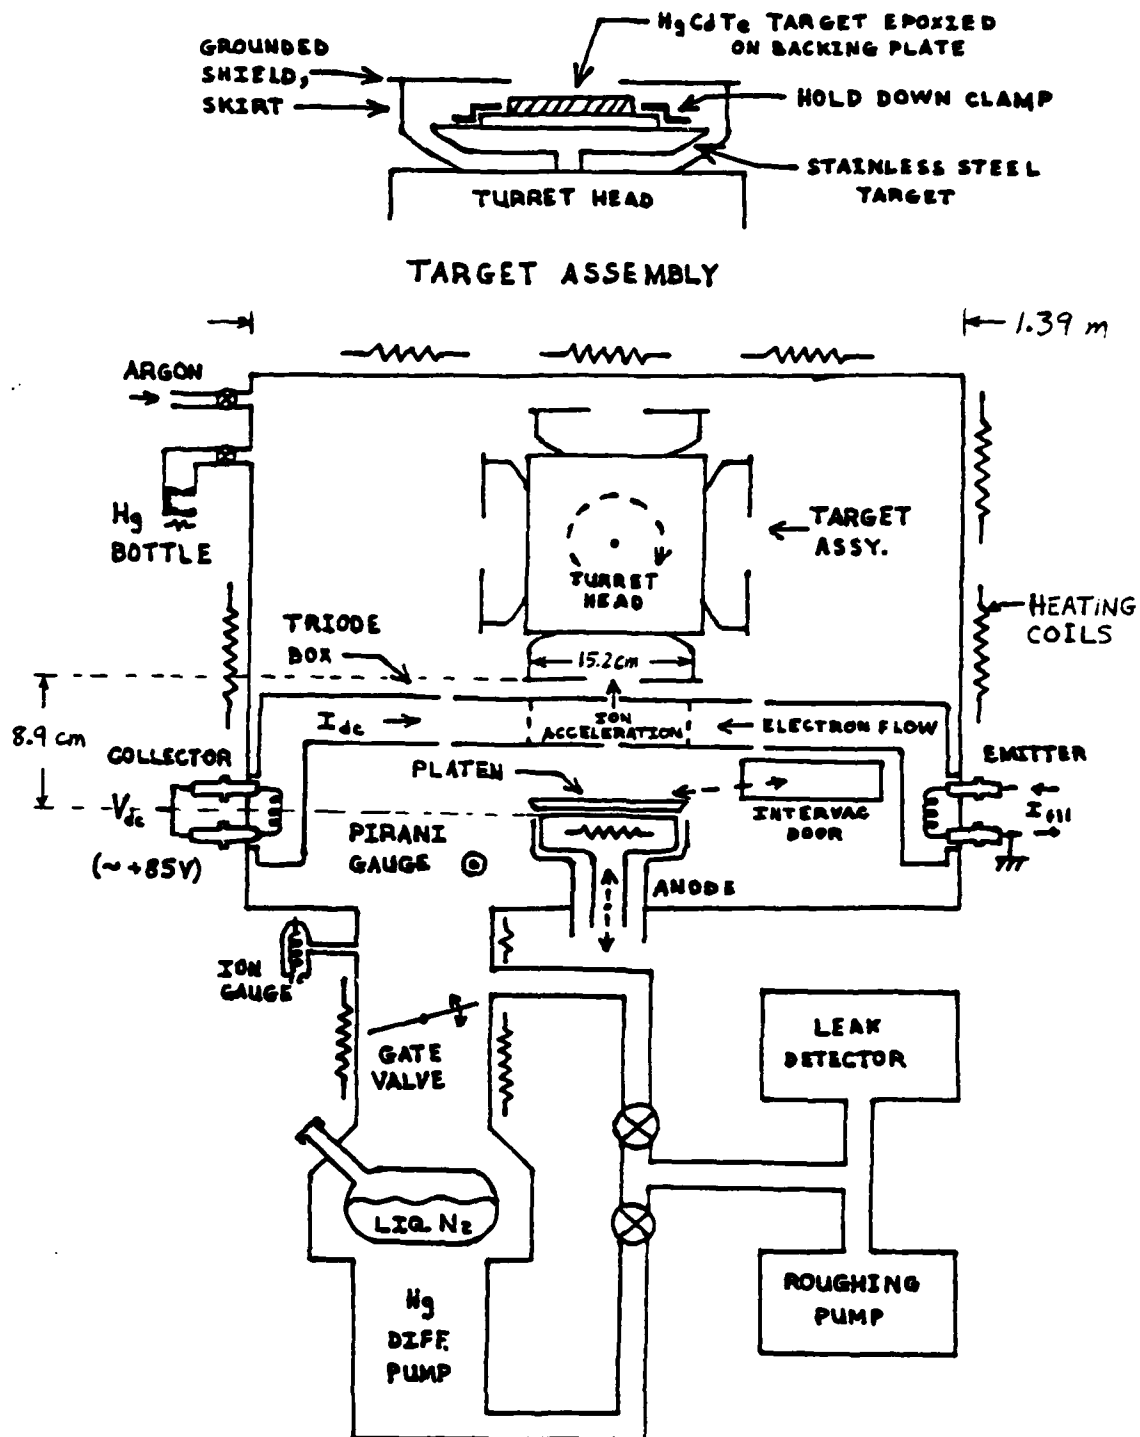 HgCdTe TARGET EPOXIED
ON BACKING PLATE
GROUNDED
SHIELD,
SKIRT
HOLD DOWN CLAMP
STAINLESS STEEL
TARGET
TURRET HEAD
TARGET ASSEMBLY
1.39 m
ARGON
Hg
BOTTLE
TARGET
ASSY.
TURRET
HEAD
HEATING
COILS
TRIODE
BOX
15.2cm
8.9 cm
Idc
ION
ACCELERATION
ELECTRON FLOW
COLLECTOR
EMITTER
PLATEN
Vdc
(~ +85V)
INTERVAC
DOOR
Ifil
PIRANI
GAUGE
ANODE
ION
GAUGE
GATE
VALVE
LEAK
DETECTOR
LIQ. N2
Hg
DIFF.
PUMP
ROUGHING
PUMP